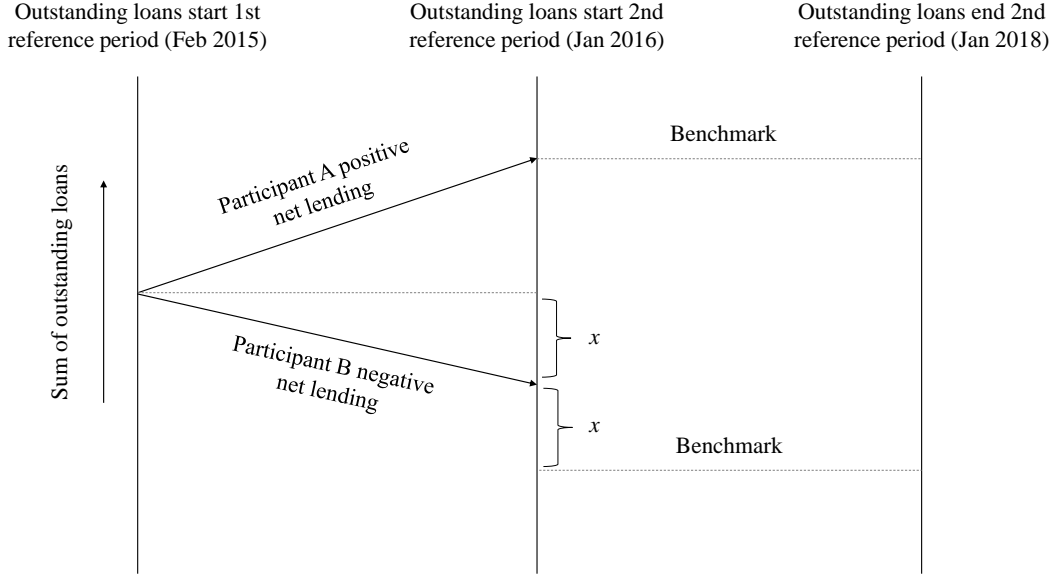 Outstanding loans start 1st
reference period (Feb 2015)
Outstanding loans start 2nd
reference period (Jan 2016)
Outstanding loans end 2nd
reference period (Jan 2018)
Sum of outstanding loans
Participant A positive
net lending
Benchmark
Participant B negative
net lending
x
x
Benchmark